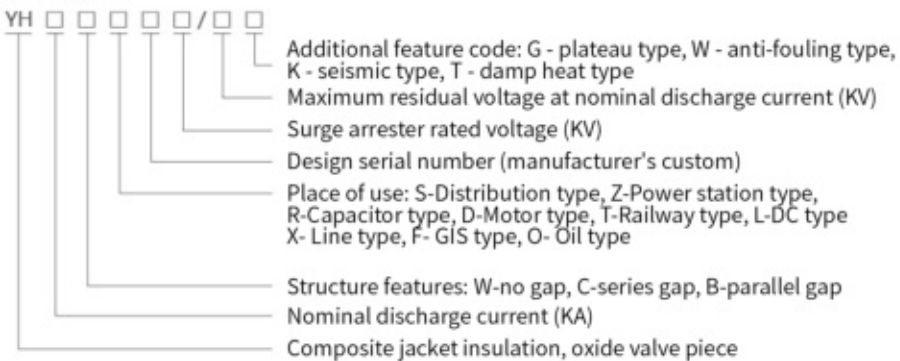 YH □ □ □ □ □/□ □
Additional feature code: G - plateau type, W - anti-fouling type,
K - seismic type, T - damp heat type
Maximum residual voltage at nominal discharge current (KV)
Surge arrester rated voltage (KV)
Design serial number (manufacturer's custom)
Place of use: S-Distribution type, Z-Power station type,
R-Capacitor type, D-Motor type, T-Railway type, L-DC type
X- Line type, F- GIS type, O- Oil type
Structure features: W-no gap, C-series gap, B-parallel gap
Nominal discharge current (KA)
Composite jacket insulation, oxide valve piece